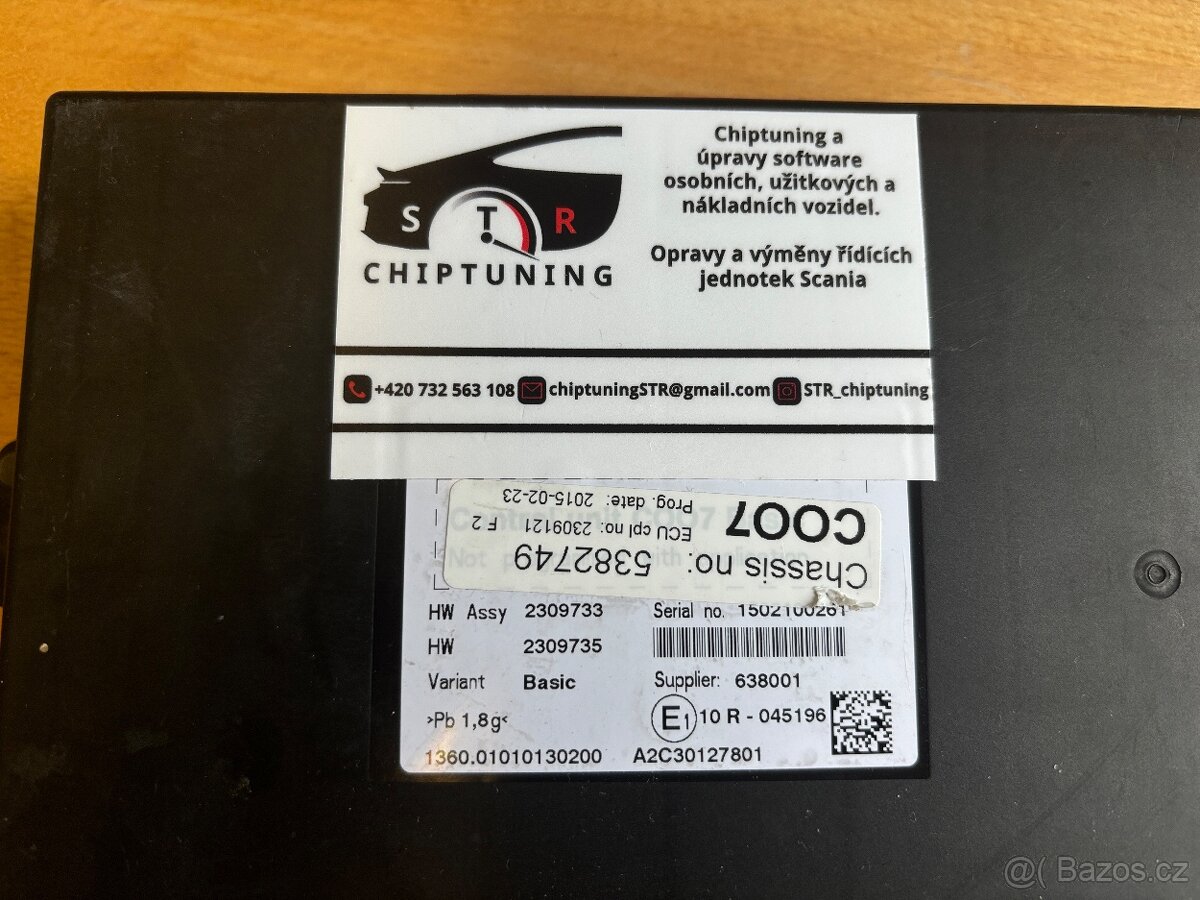 S T R
CHIPTUNING
Chiptuning a
úpravy software
osobních, užitkových a
nákladních vozidel.
Opravy a výměny řídících
jednotek Scania
+420 732 563 108 chiptuningSTR@gmail.com STR_chiptuning
Chassis no: 5382749
ECU cpl no: 2309121 F 2
Prog. date: 2015-02-23
COO7
Not
HW Assy 2309733 Serial no. 1502100261
HW 2309735
Variant Basic Supplier: 638001
>Pb 1,8g< E1 10 R - 045196
1360.01010130200 A2C30127801
@( Bazos.cz